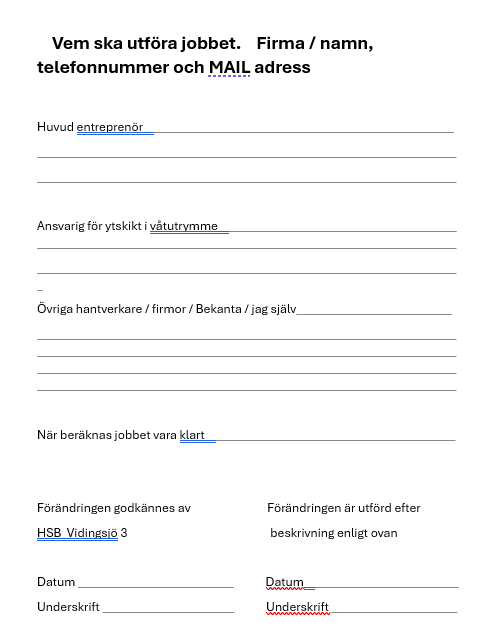 Vem ska utföra jobbet. Firma / namn,
telefonnummer och MAIL adress
Huvud entreprenör
Ansvarig för ytskikt i våtutrymme
Övriga hantverkare / firmor / Bekanta / jag själv
När beräknas jobbet vara klart
Förändringen godkännes av
HSB Vidingsjö 3
Förändringen är utförd efter
beskrivning enligt ovan
Datum
Underskrift
Datum
Underskrift